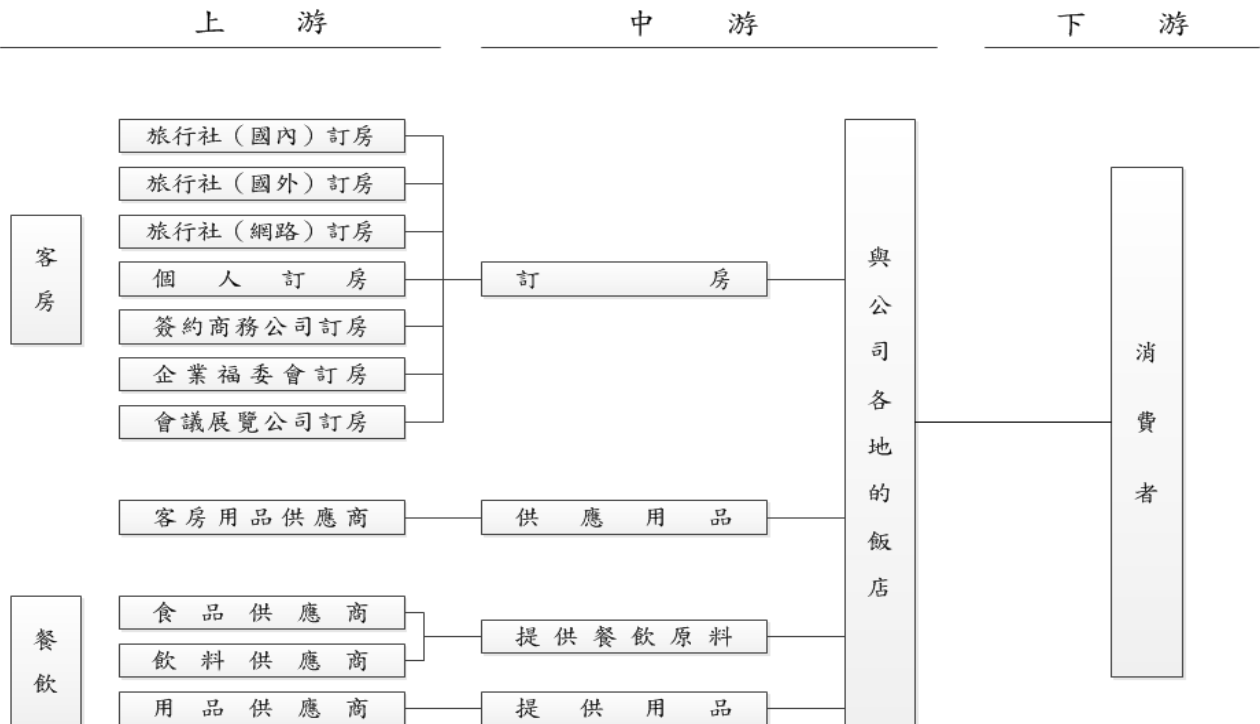 上游 中游 下游
客房
旅行社（國內）訂房
旅行社（國外）訂房
旅行社（網路）訂房
個人訂房
簽約商務公司訂房
企業福委會訂房
會議展覽公司訂房
訂房
客房用品供應商
供應用品
餐飲
食品供應商
飲料供應商
提供餐飲原料
用品供應商
提供用品
與公司各地的飯店
消費者